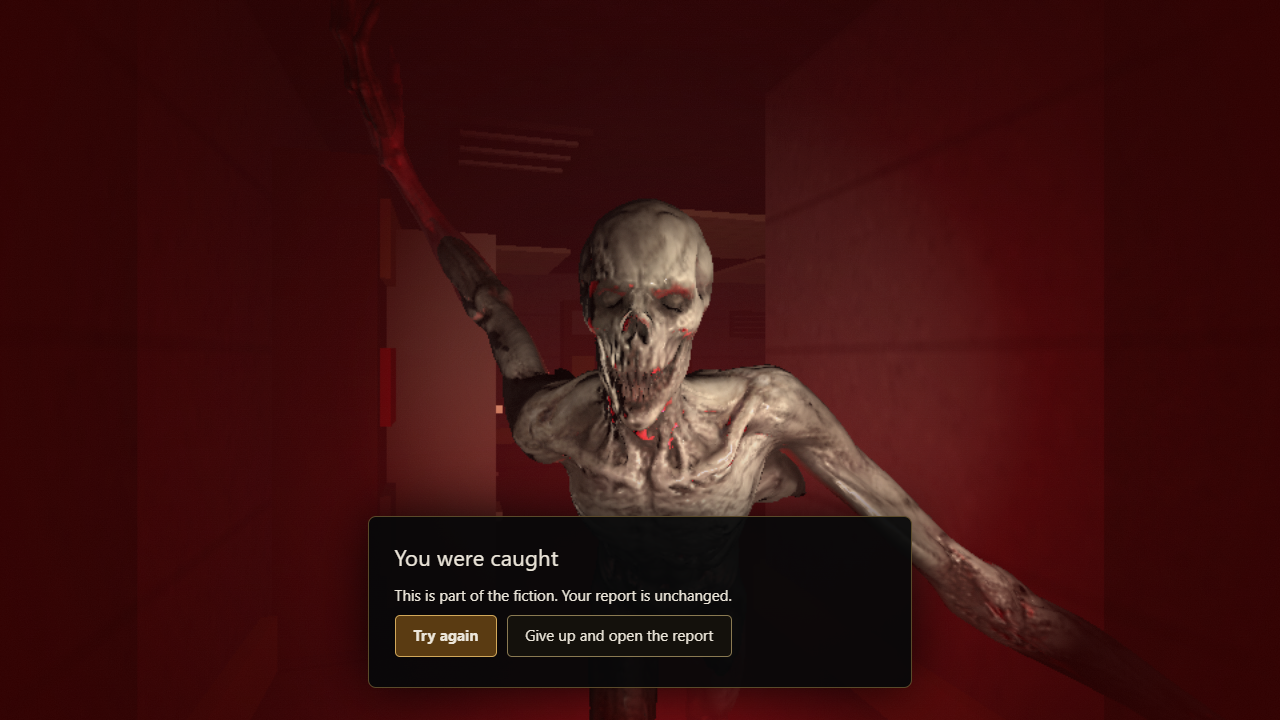 You were caught
This is part of the fiction. Your report is unchanged.
Try again
Give up and open the report